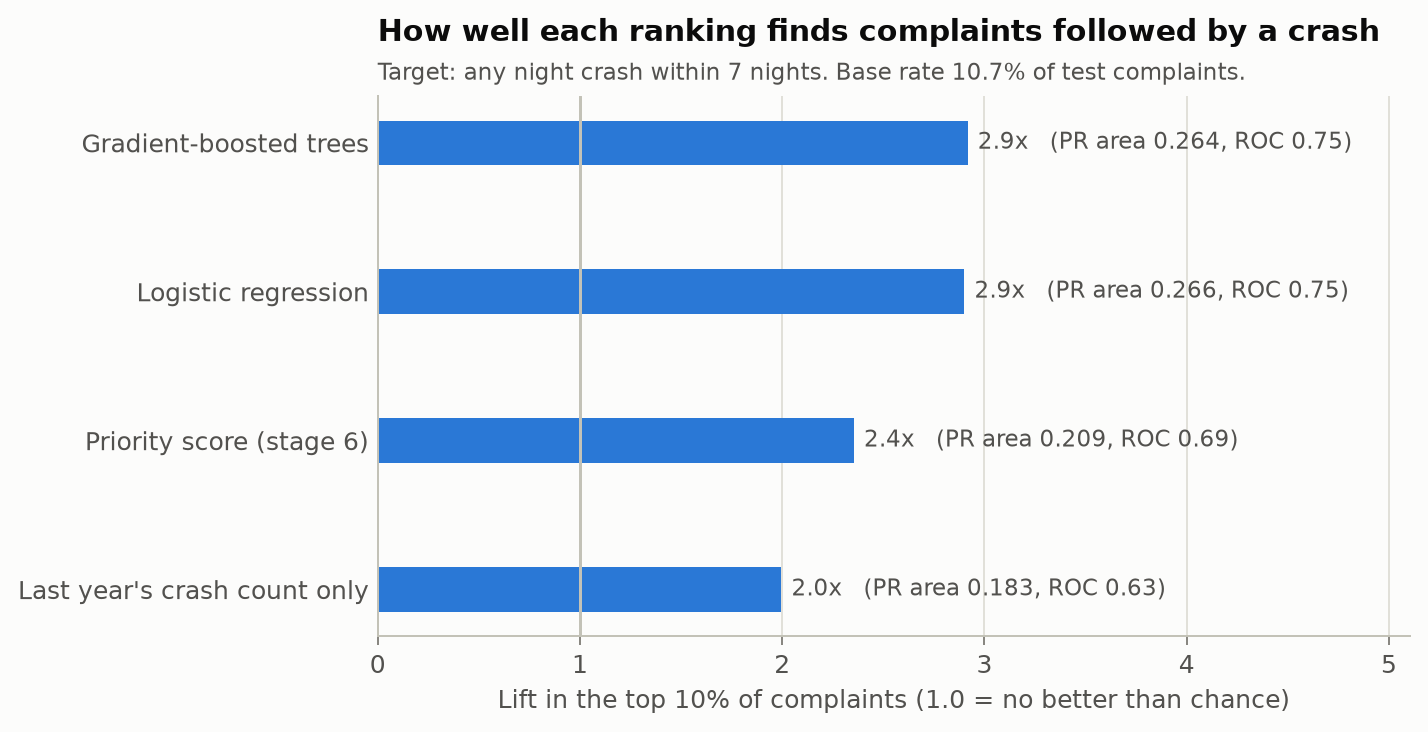 How well each ranking finds complaints followed by a crash
Target: any night crash within 7 nights. Base rate 10.7% of test complaints.
Gradient-boosted trees
2.9x (PR area 0.264, ROC 0.75)
Logistic regression
2.9x (PR area 0.266, ROC 0.75)
Priority score (stage 6)
2.4x (PR area 0.209, ROC 0.69)
Last year's crash count only
2.0x (PR area 0.183, ROC 0.63)
0 1 2 3 4 5
Lift in the top 10% of complaints (1.0 = no better than chance)